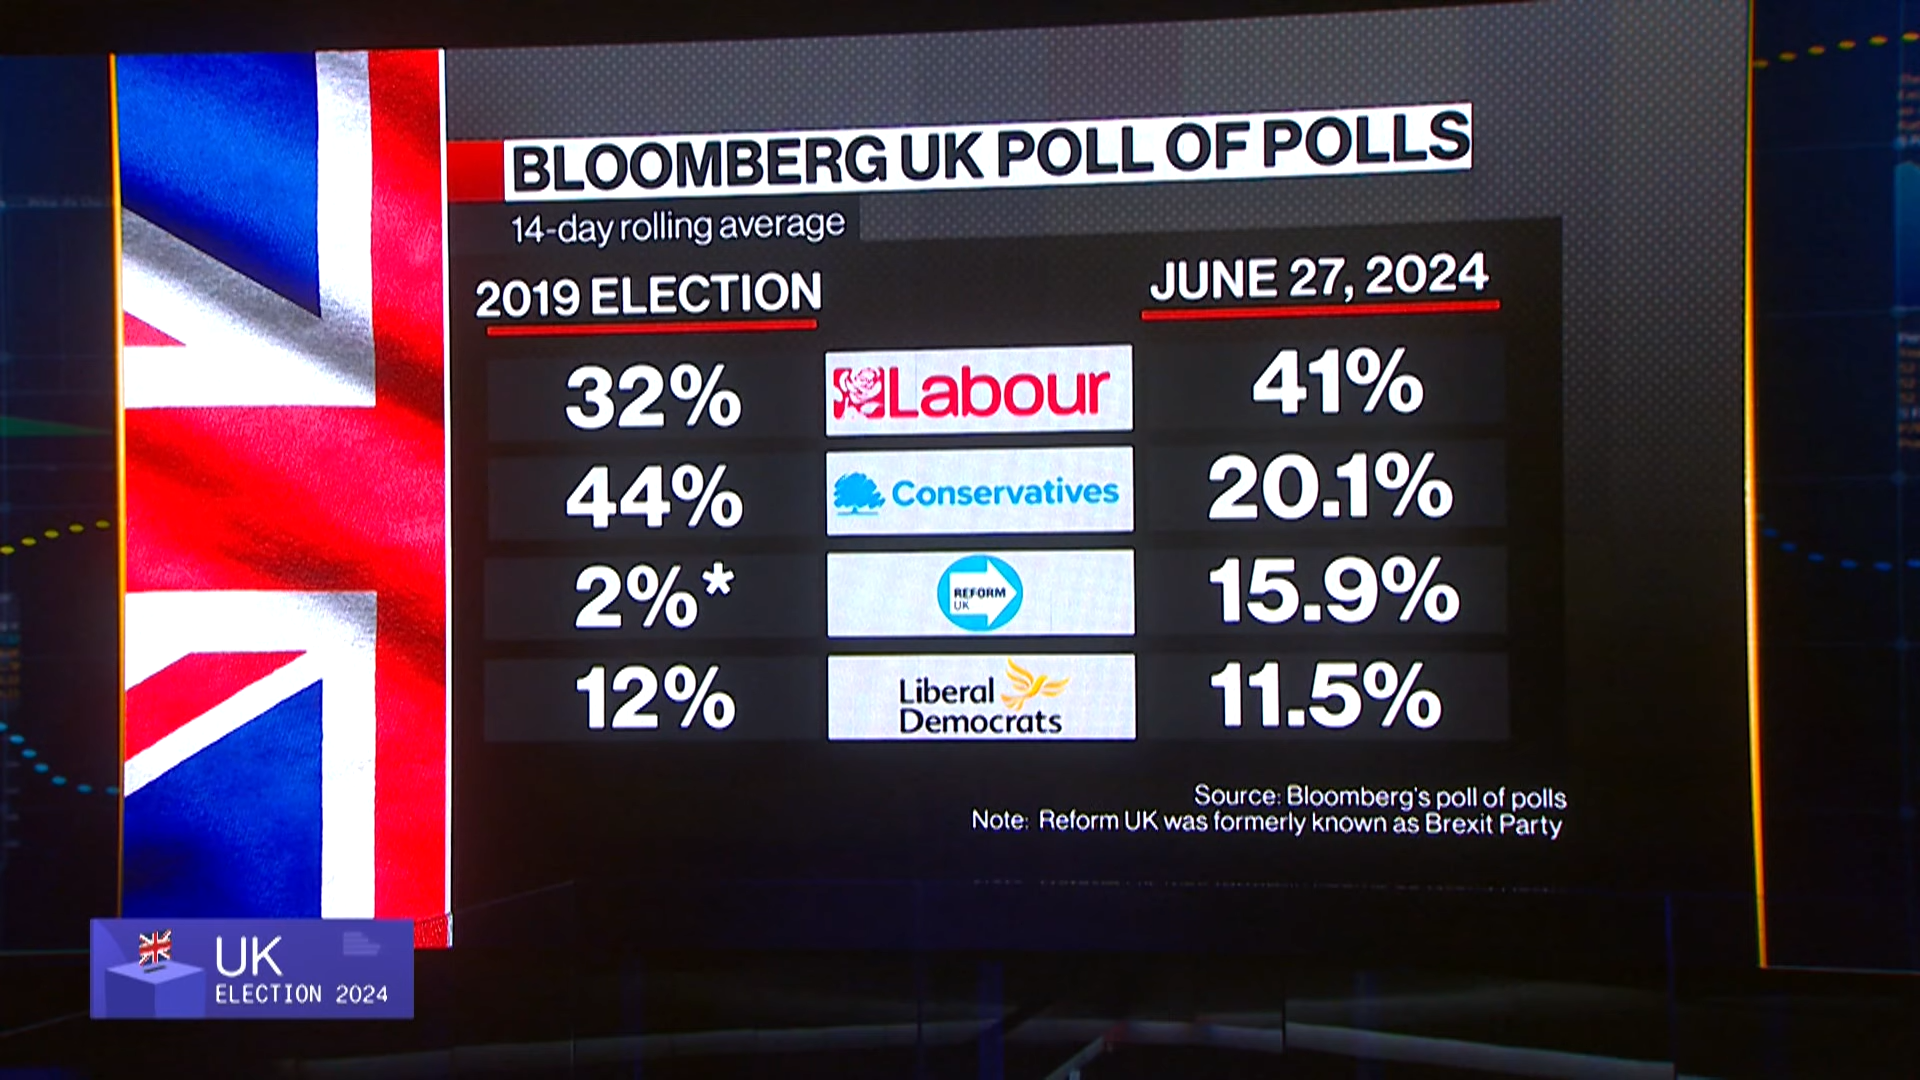 BLOOMBERG UK POLL OF POLLS
14-day rolling average
2019 ELECTION
JUNE 27, 2024
32%
Labour
41%
44%
Conservatives
20.1%
2%*
REFORM
UK
15.9%
12%
Liberal
Democrats
11.5%
Source: Bloomberg's poll of polls
Note: Reform UK was formerly known as Brexit Party
UK
ELECTION 2024